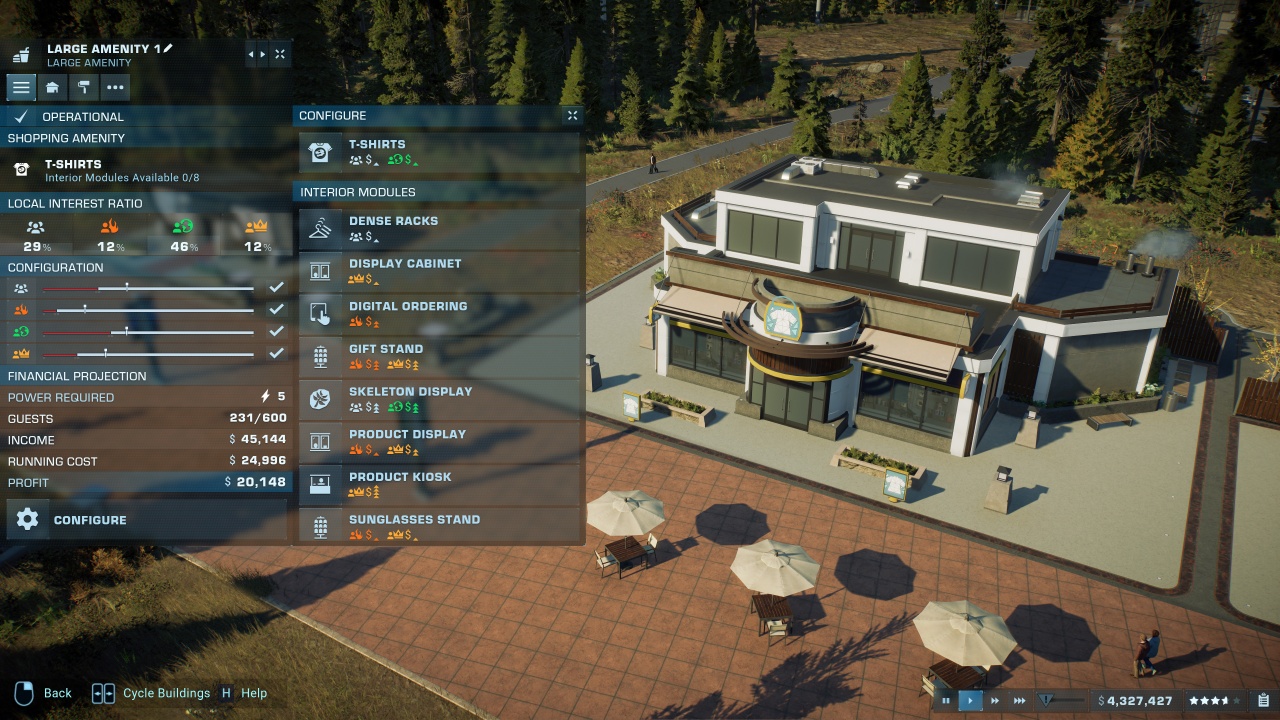 LARGE AMENITY 1
LARGE AMENITY
OPERATIONAL
SHOPPING AMENITY
T-SHIRTS
Interior Modules Available 0/8
LOCAL INTEREST RATIO
29% 12% 46% 12%
CONFIGURATION
FINANCIAL PROJECTION
POWER REQUIRED 5
GUESTS 231/600
INCOME $ 45,144
RUNNING COST $ 24,996
PROFIT $ 20,148
CONFIGURE
CONFIGURE
T-SHIRTS
$ $
INTERIOR MODULES
DENSE RACKS
$
DISPLAY CABINET
$
DIGITAL ORDERING
$
GIFT STAND
$ $
SKELETON DISPLAY
$ $
PRODUCT DISPLAY
$ $
PRODUCT KIOSK
$
SUNGLASSES STAND
$ $
Back Cycle Buildings H Help
$ 4,327,427